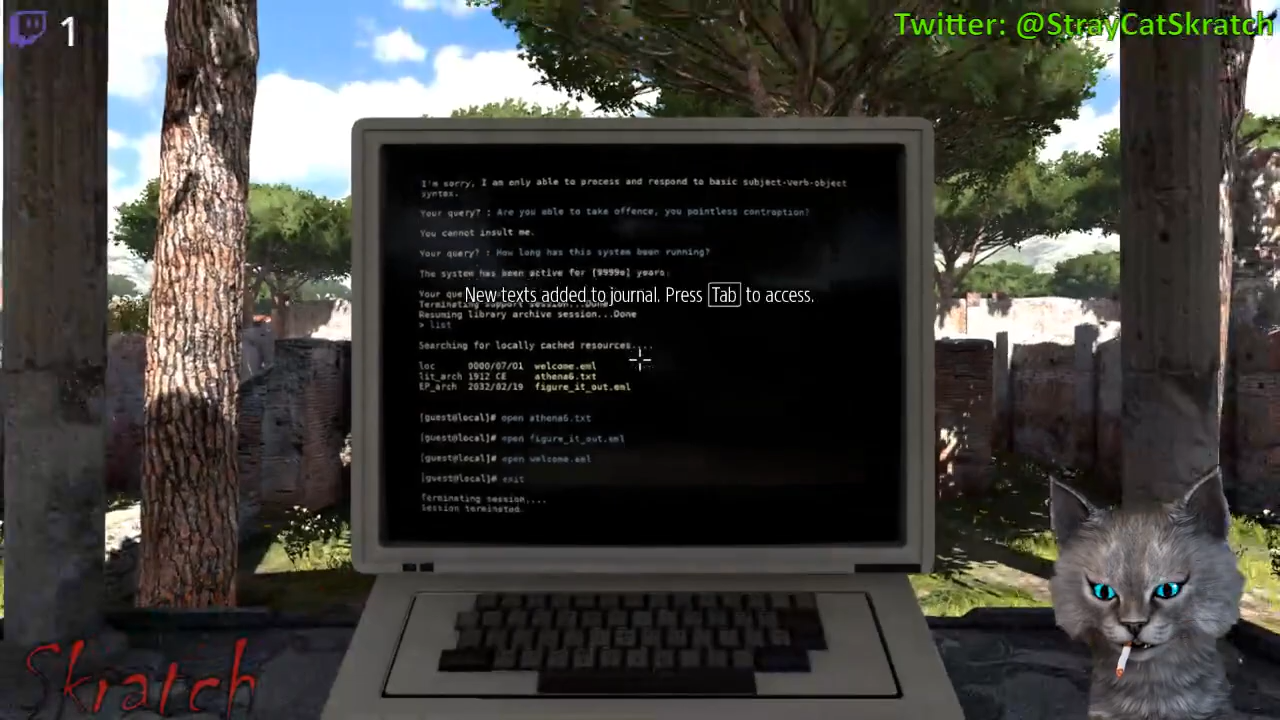 1
Twitter: @StrayCatSkratch
I'm sorry, I am only able to process and respond to basic subject-verb-object
syntax.
Your query? : Are you able to take offence, you pointless contraption?
You cannot insult me.
Your query? : How long has this system been running?
The system has been active for [9999e] years.
New texts added to journal. Press Tab to access.
Your
Terminating support session...Done.
Resuming library archive session...Done
> list
Searching for locally cached resources....
loc 0000/07/01 welcome.eml
lit_arch 1912 CE athena6.txt
EP_arch 2032/02/19 figure_it_out.eml
[guest@local]# open athena6.txt
[guest@local]# open figure_it_out.eml
[guest@local]# open welcome.eml
[guest@local]# exit
Terminating session....
Session terminated.
Skratch